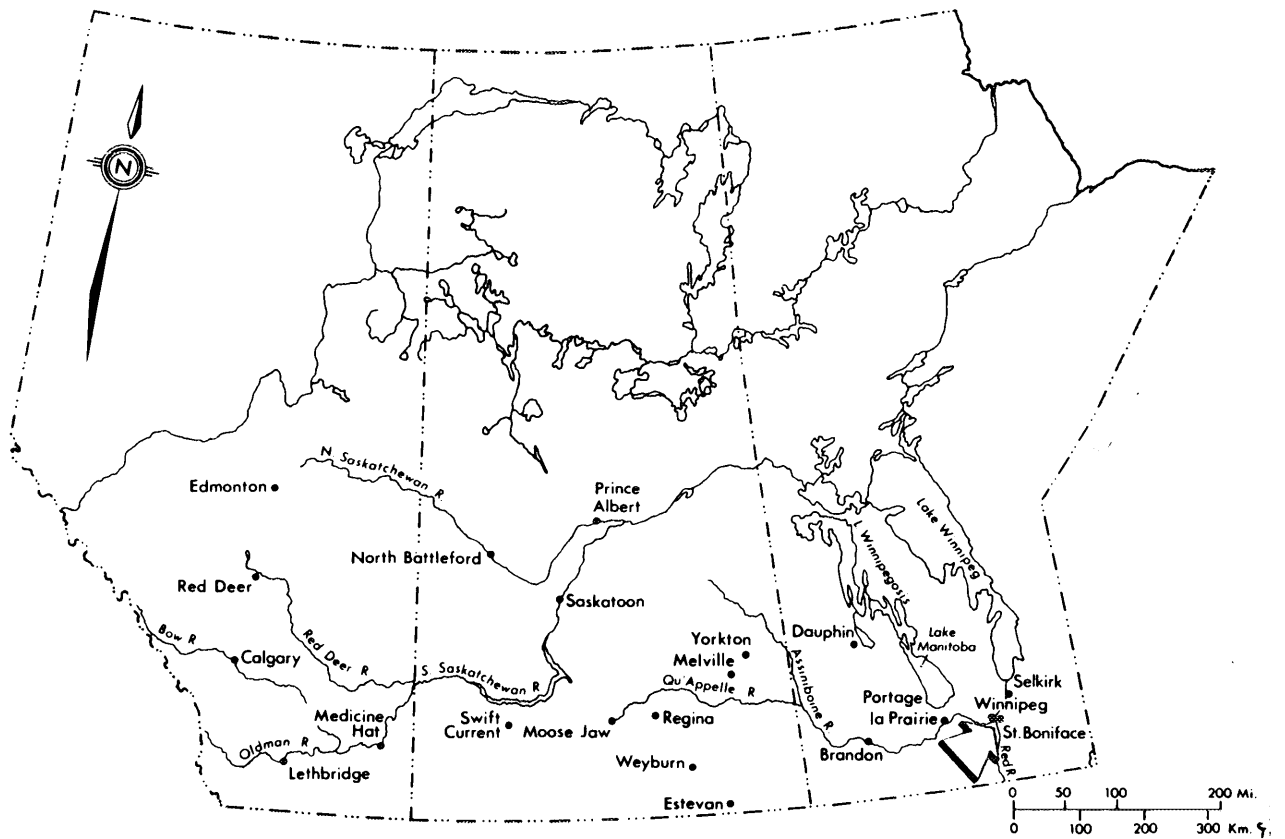 N
N Saskatchewan R
Edmonton
Prince
Albert
North Battleford
Red Deer
Saskatoon
L Winnipegosis
Lake Winnipeg
Bow R
Calgary
Red Deer R
S Saskatchewan R
Yorkton
Melville
Qu'Appelle R
Dauphin
Lake
Manitoba
Assiniboine R
Selkirk
Portage
la Prairie
Winnipeg
St. Boniface
Medicine
Hat
Swift
Current
Moose Jaw
Regina
Oldman R
Lethbridge
Brandon
Red R
Weyburn
Estevan
0 50 100 200 Mi.
0 100 200 300 Km.